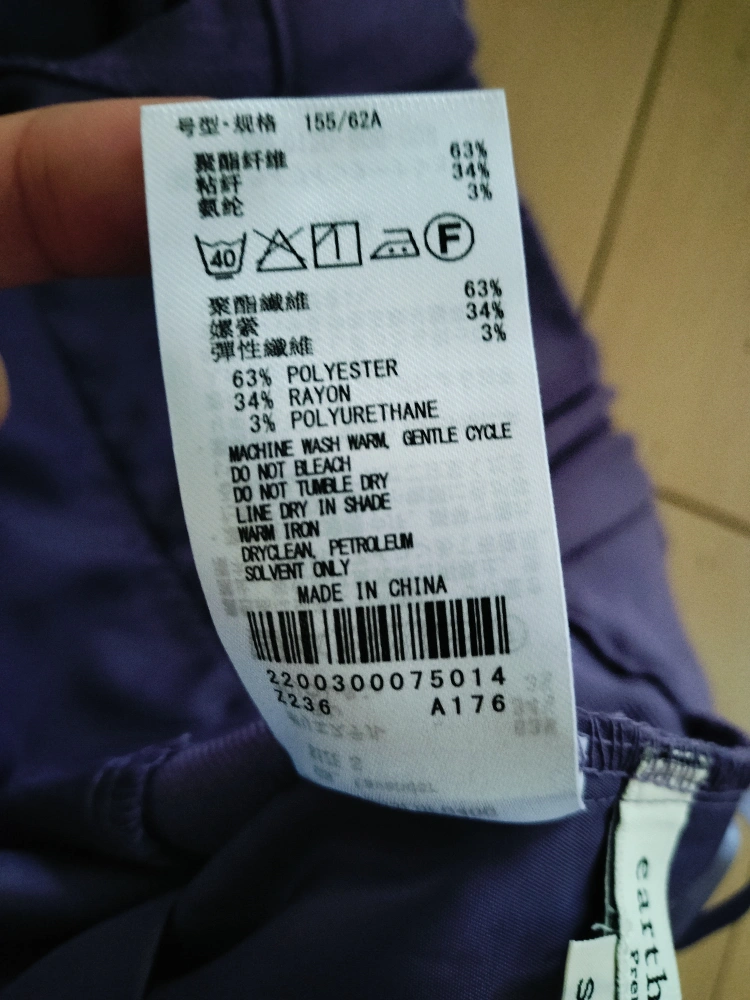 号型·规格 155/62A
聚酯纤维 63%
粘纤 34%
氨纶 3%
40 F
聚酯纖維 63%
嫘縈 34%
彈性纖維 3%
63% POLYESTER
34% RAYON
3% POLYURETHANE
MACHINE WASH WARM, GENTLE CYCLE
DO NOT BLEACH
DO NOT TUMBLE DRY
LINE DRY IN SHADE
WARM IRON
DRYCLEAN, PETROLEUM
SOLVENT ONLY
MADE IN CHINA
2200300075014
Z236 A176
earth
S